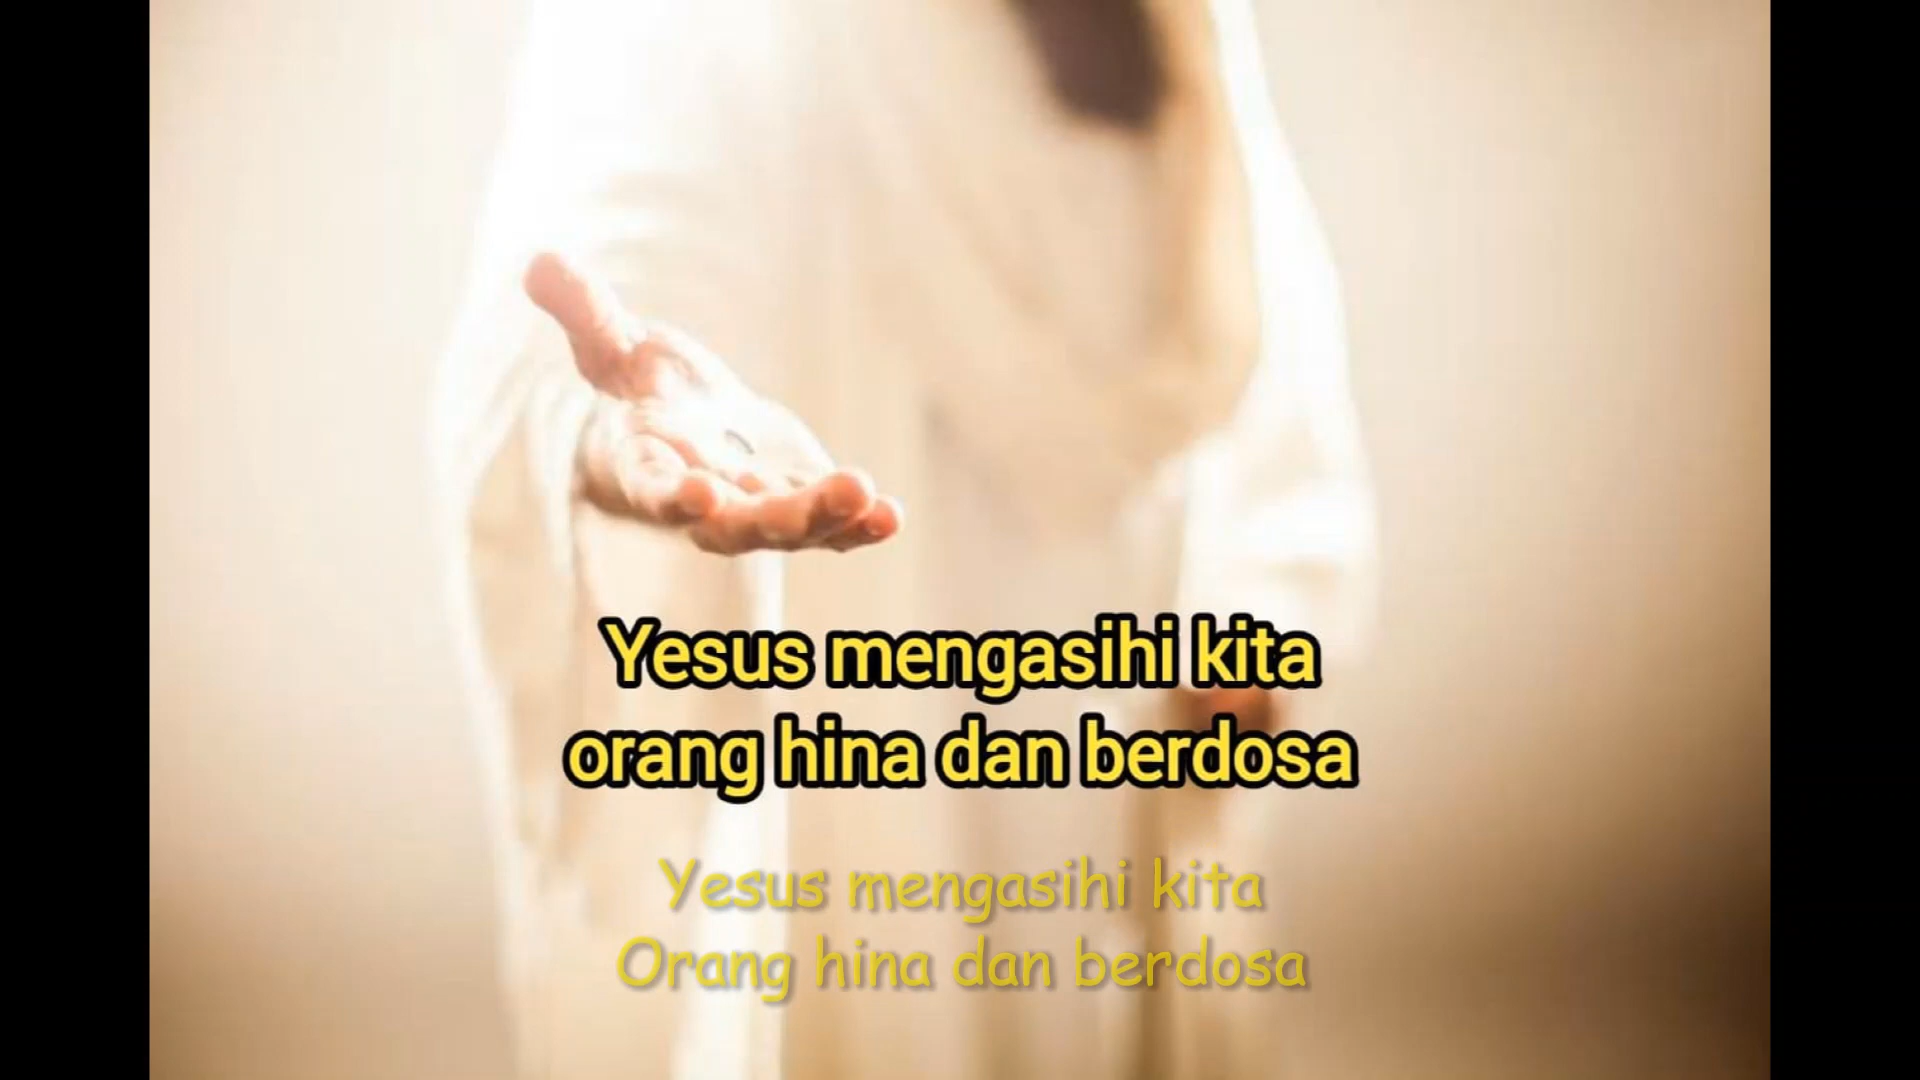 Yesus mengasihi kita
orang hina dan berdosa
Yesus mengasihi kita
Orang hina dan berdosa